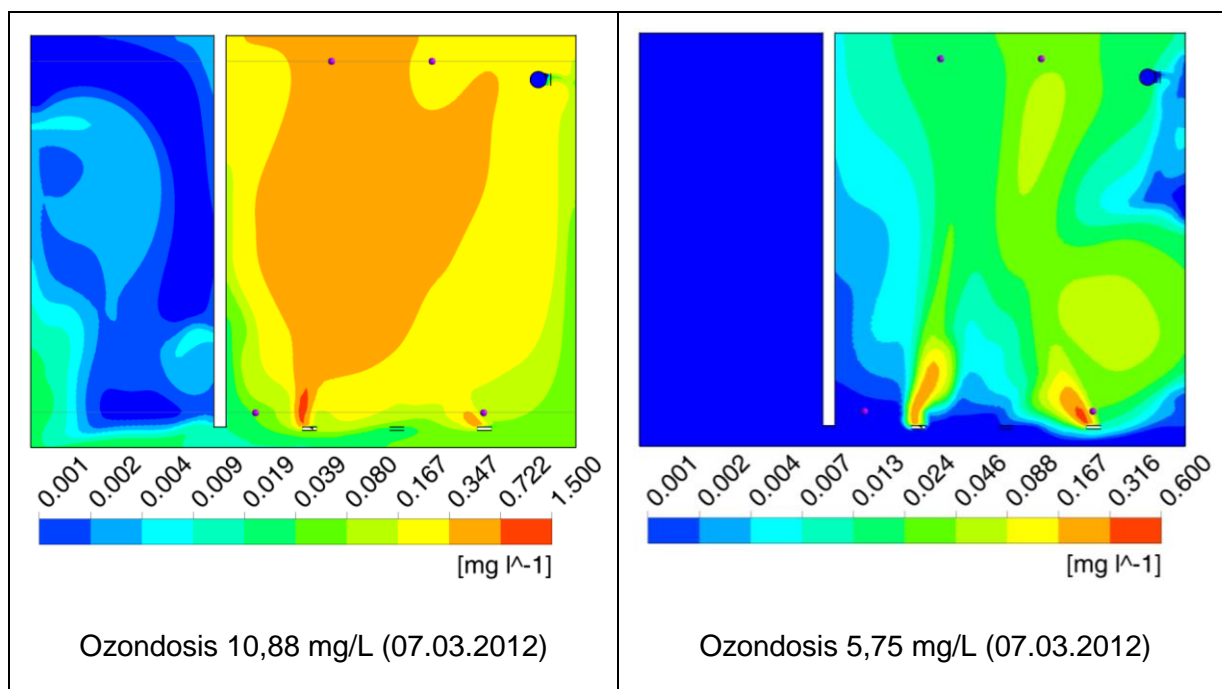 0.001 0.002 0.004 0.009 0.019 0.039 0.080 0.167 0.347 0.722 1.500
[mg l^-1]
Ozondosis 10,88 mg/L (07.03.2012)
0.001 0.002 0.004 0.007 0.013 0.024 0.046 0.088 0.167 0.316 0.600
[mg l^-1]
Ozondosis 5,75 mg/L (07.03.2012)